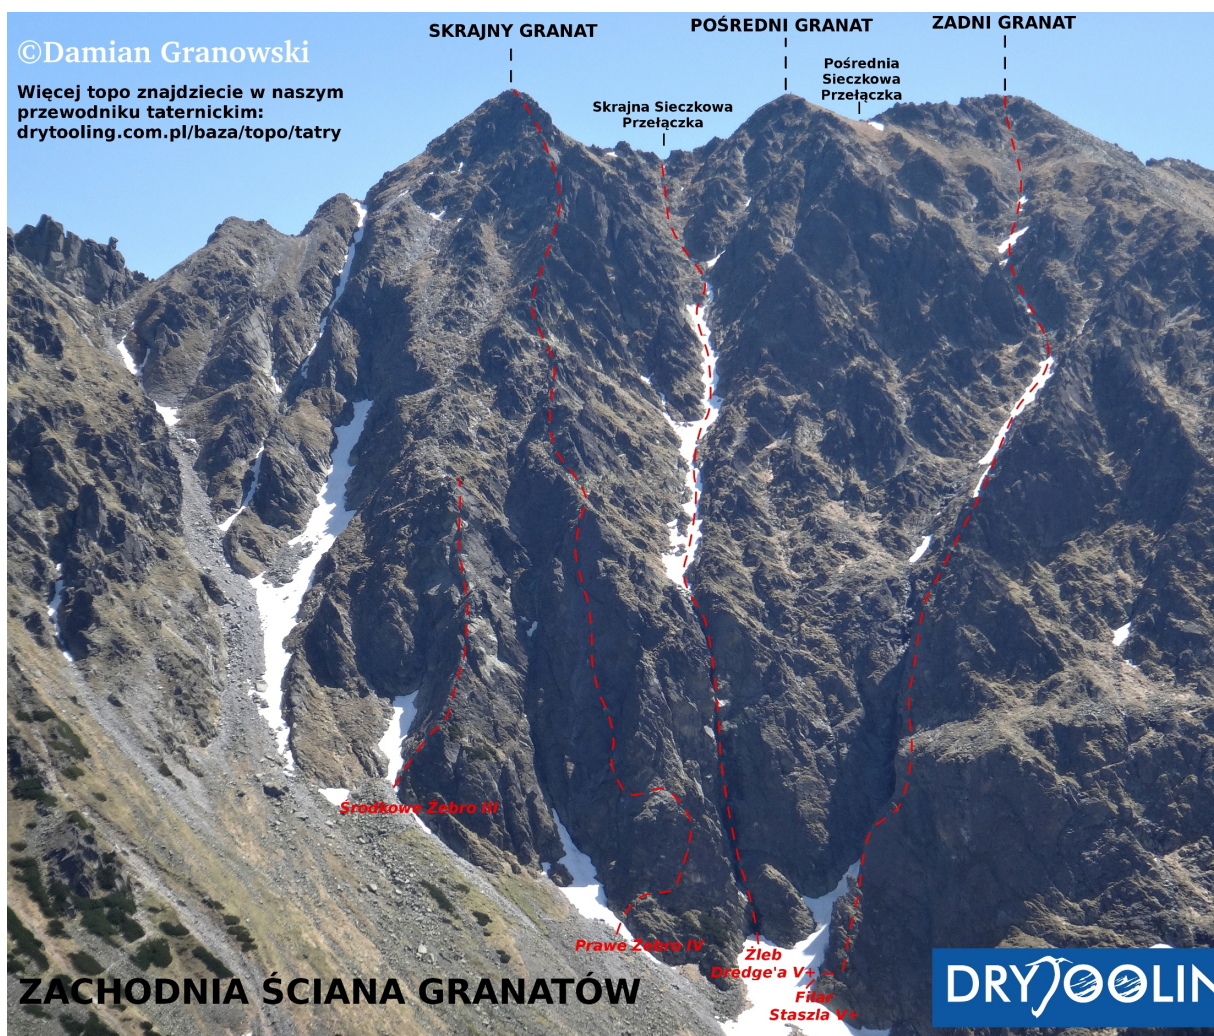 SKRAJNY GRANAT
POŚREDNI GRANAT
ZADNI GRANAT
©Damian Granowski
Więcej topo znajdziecie w naszym
przewodniku taternickim:
drytooling.com.pl/baza/topo/tatry
Skrajna Sieczkowa
Przełączka
Pośrednia
Sieczkowa
Przełączka
Środkowe Żebro III
Prawe Żebro IV
Żleb
Dredge'a V+
Filar
Staszla V+
ZACHODNIA ŚCIANA GRANATÓW
DRYTOOLIN